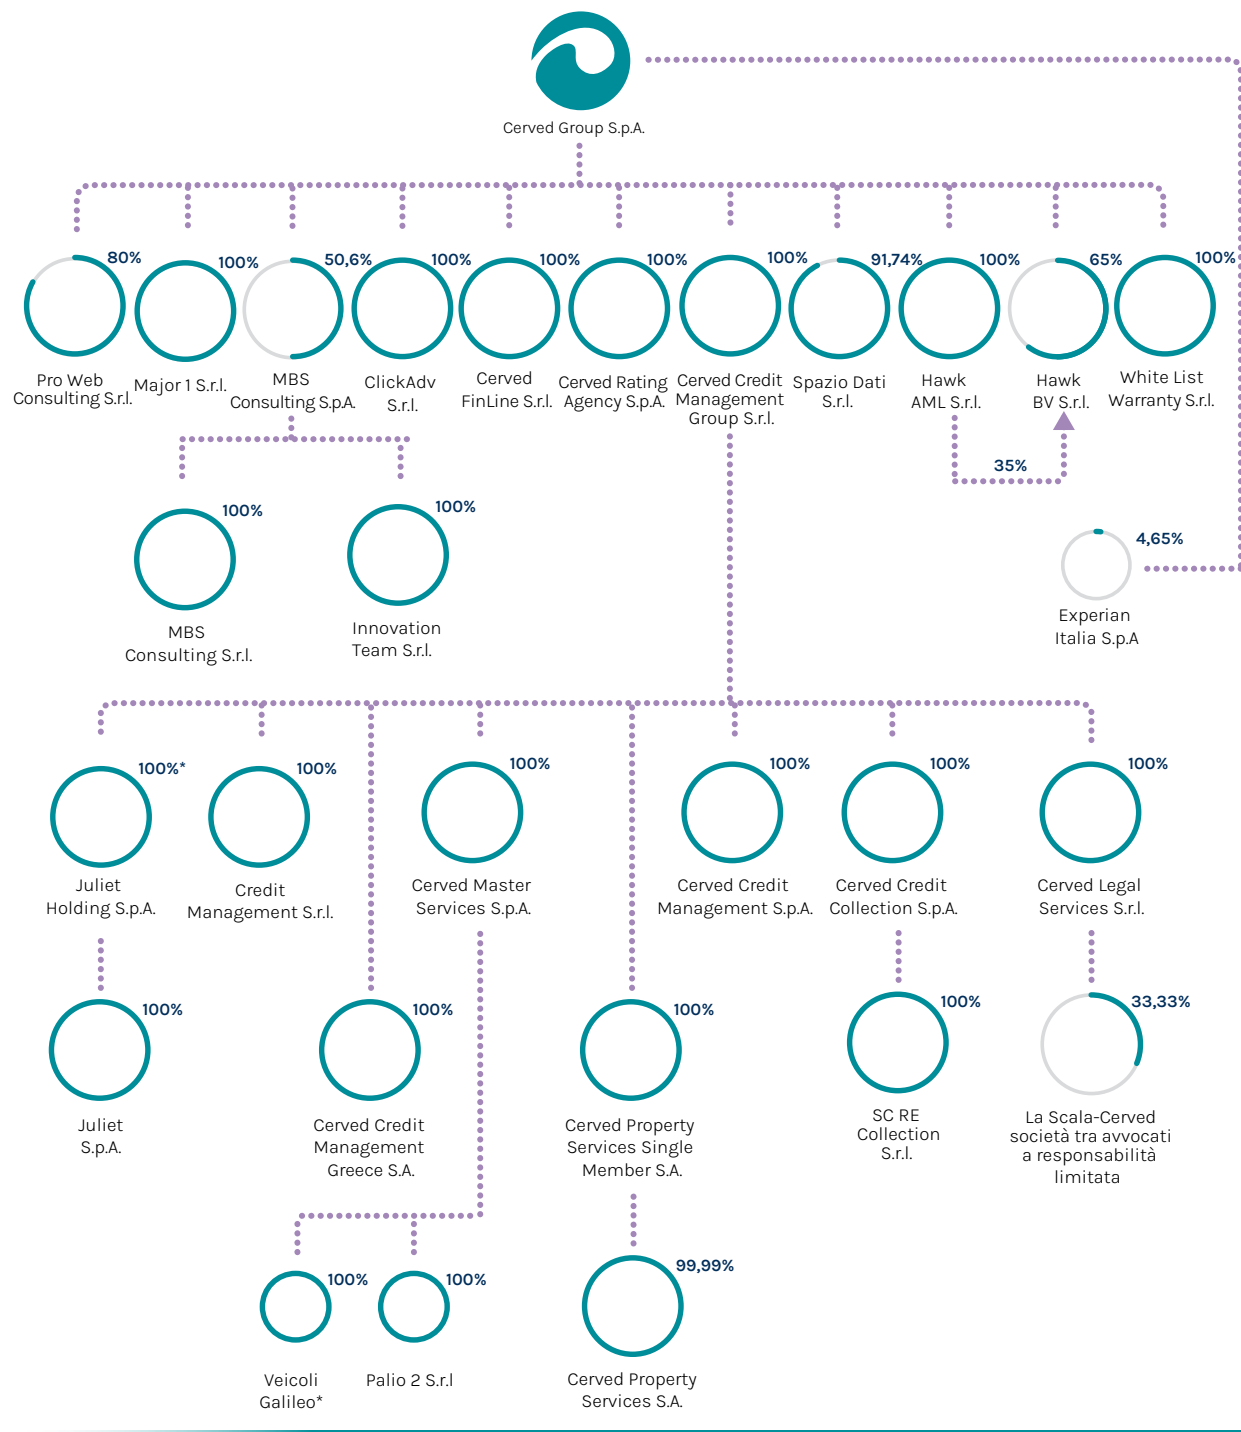 Cerved Group S.p.A.
80%
100%
50,6%
100%
100%
100%
100%
91,74%
100%
65%
100%
Pro Web
Consulting S.r.l.
Major 1 S.r.l.
MBS
Consulting S.p.A.
ClickAdv
S.r.l.
Cerved
FinLine S.r.l.
Cerved Rating
Agency S.p.A.
Cerved Credit
Management
Group S.r.l.
Spazio Dati
S.r.l.
Hawk
AML S.r.l.
Hawk
BV S.r.l.
White List
Warranty S.r.l.
35%
100%
100%
4,65%
MBS
Consulting S.r.l.
Innovation
Team S.r.l.
Experian
Italia S.p.A
100%*
100%
100%
100%
100%
100%
Juliet
Holding S.p.A.
Credit
Management S.r.l.
Cerved Master
Services S.p.A.
Cerved Credit
Management S.p.A.
Cerved Credit
Collection S.p.A.
Cerved Legal
Services S.r.l.
100%
100%
100%
100%
33,33%
Juliet
S.p.A.
Cerved Credit
Management
Greece S.A.
Cerved Property
Services Single
Member S.A.
SC RE
Collection
S.r.l.
La Scala-Cerved
società tra avvocati
a responsabilità
limitata
100%
100%
99,99%
Veicoli
Galileo*
Palio 2 S.r.l
Cerved Property
Services S.A.